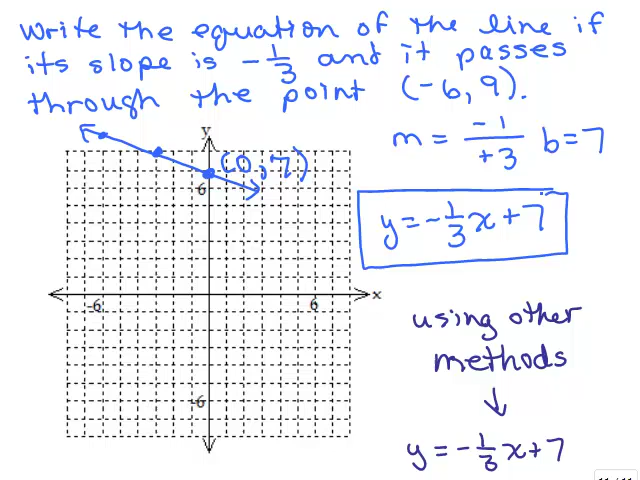 Write the equation of the line if
its slope is -1/3 and it passes
through the point (-6, 9).
m = -1/+3 b=7
y
(0, 7)
6
y = -1/3x + 7
-6
6
x
using other
methods
-6
y = -1/3x+7
11/11